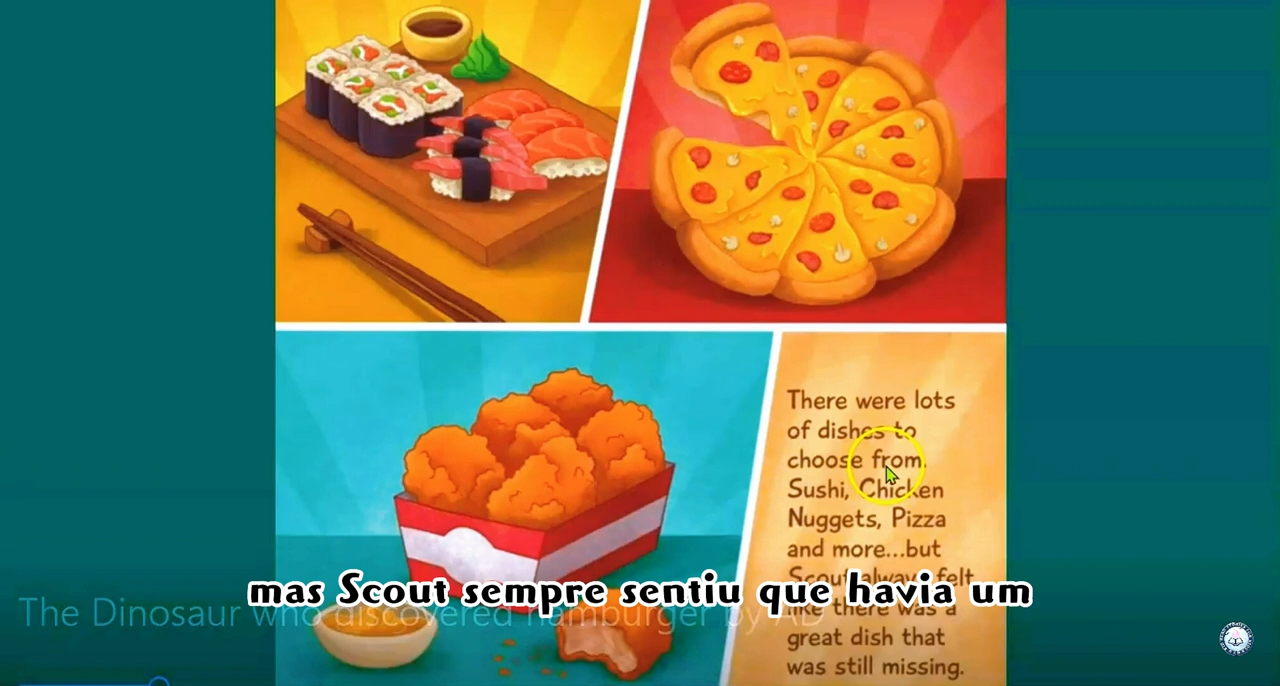 There were lots
of dishes to
choose from.
Sushi, Chicken
Nuggets, Pizza
and more...but
Scout always felt
like there was a
great dish that
was still missing.
mas Scout sempre sentiu que havia um
The Dinosaur who discovered Hamburger by AD